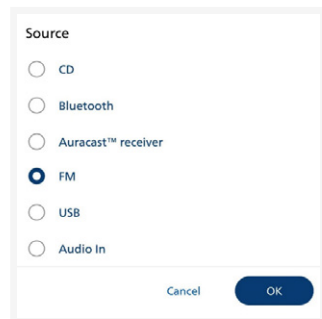 Source
CD
Bluetooth
Auracast™ receiver
FM
USB
Audio In
Cancel OK